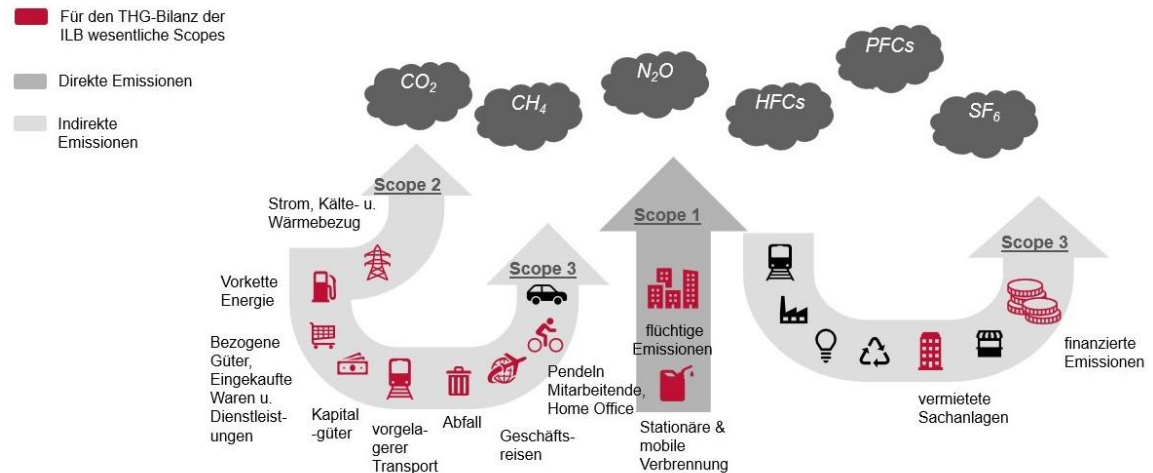 Für den THG-Bilanz der
ILB wesentliche Scopes
Direkte Emissionen
Indirekte
Emissionen
CO₂
CH₄
N₂O
HFCs
PFCs
SF₆
Scope 2
Strom, Kälte- u.
Wärmebezug
Vorkette
Energie
Bezogene
Güter,
Eingekaufte
Waren u.
Dienstleist-
ungen
Kapital
-güter
vorgela-
gerer
Transport
Abfall
Geschäfts-
reisen
Scope 3
Pendeln
Mitarbeitende,
Home Office
Scope 1
flüchtige
Emissionen
Stationäre &
mobile
Verbrennung
Scope 3
vermietete
Sachanlagen
finanzierte
Emissionen